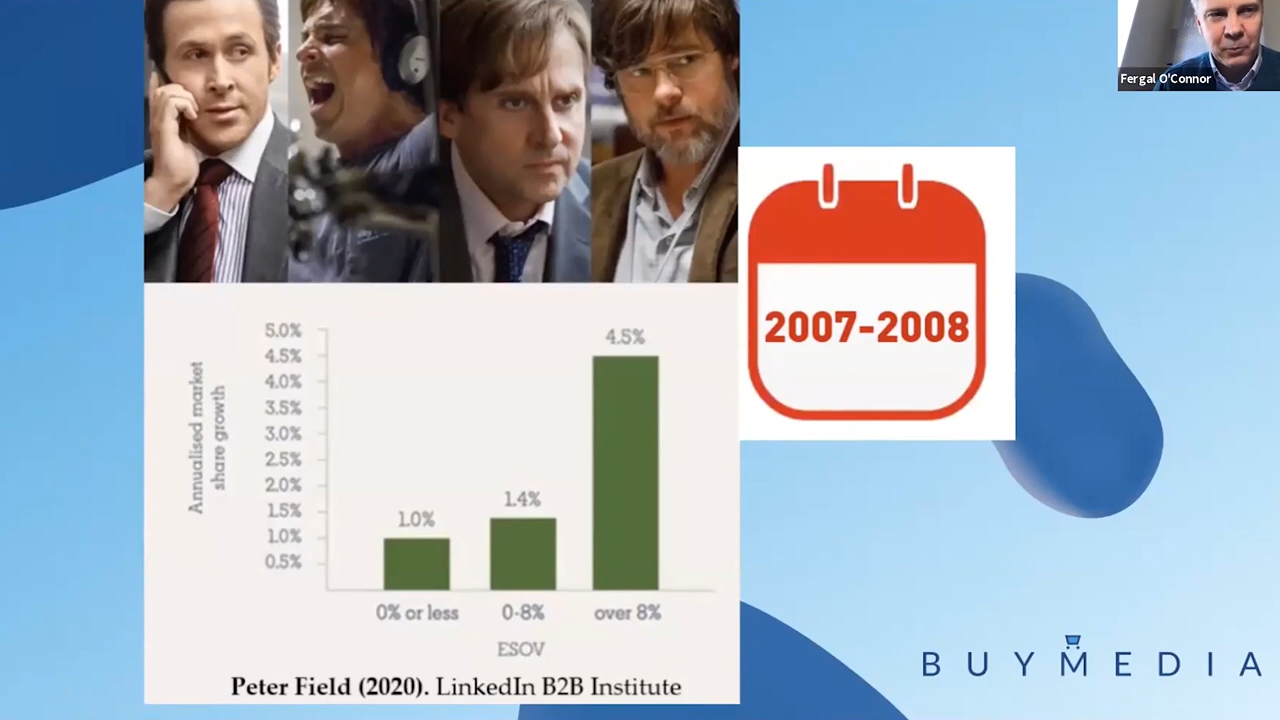 Fergal O'Connor
2007-2008
Annualised market
share growth
5.0%
4.5%
4.0%
3.5%
3.0%
2.5%
2.0%
1.5%
1.0%
0.5%
1.0%
1.4%
4.5%
0% or less
0-8%
over 8%
ESOV
Peter Field (2020). LinkedIn B2B Institute
BUYMEDIA